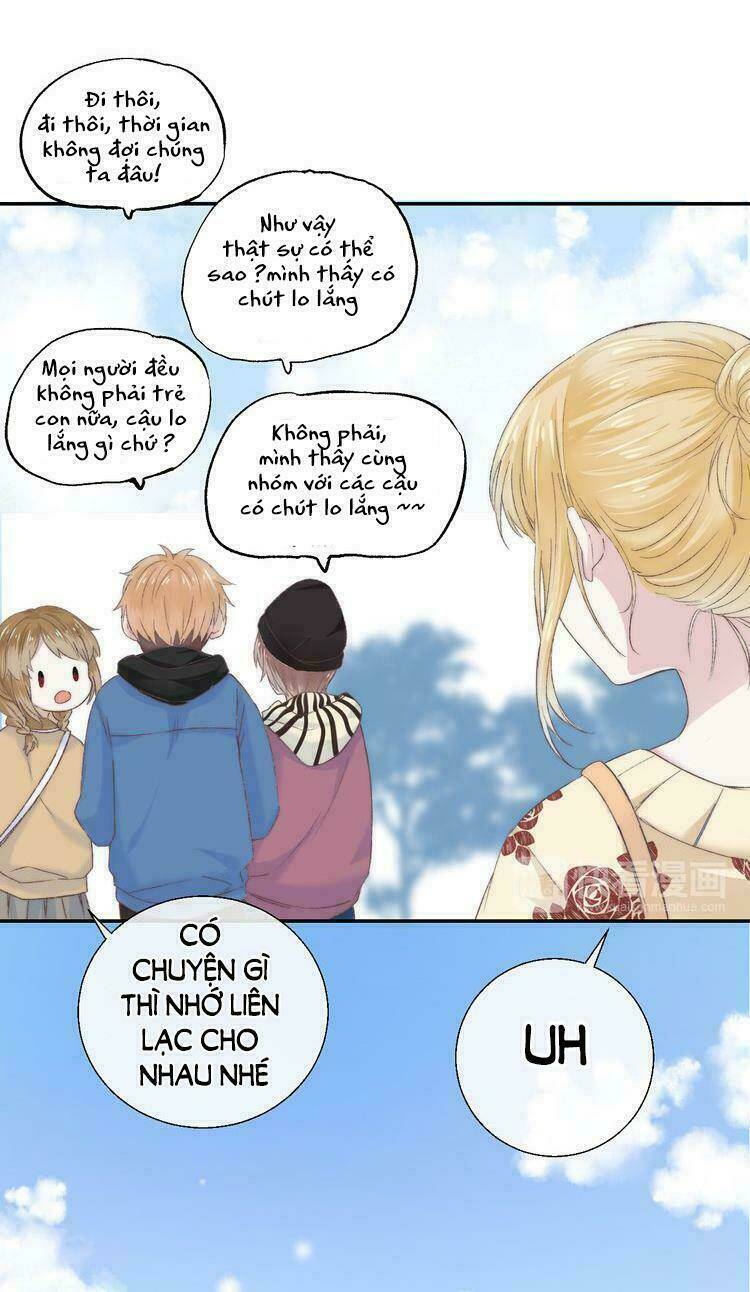 Đi thôi,
đi thôi, thời gian
không đợi chúng
ta đâu!
Như vậy
thật sự có thể
sao ?mình thấy có
chút lo lắng
Mọi người đều
không phải trẻ
con nữa, cậu lo
lắng gì chứ ?
Không phải,
mình thấy cùng
nhóm với các cậu
có chút lo lắng ~~
CÓ
CHUYỆN GÌ
THÌ NHỚ LIÊN
LẠC CHO
NHAU NHÉ
UH
看漫画